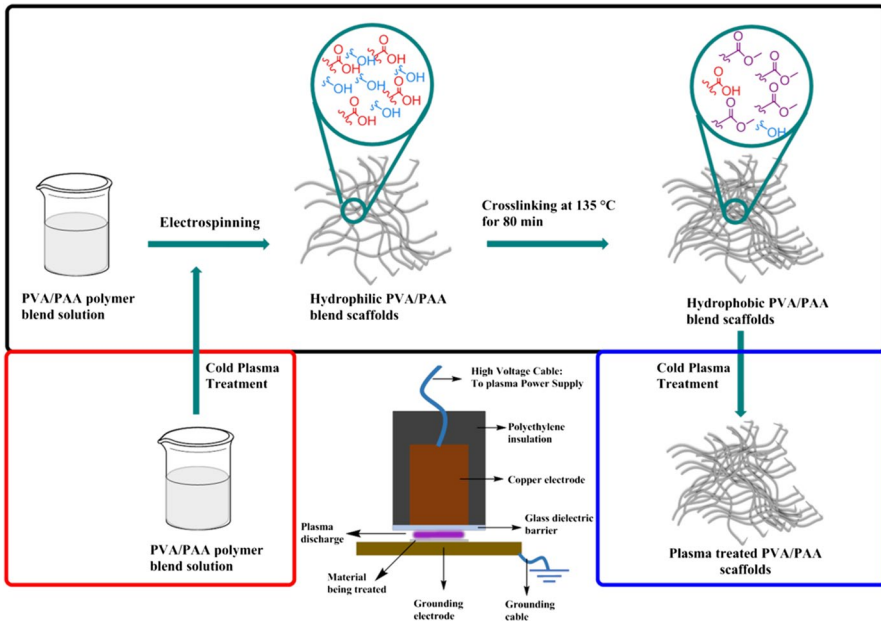 O
OH
OH
O
OH
OH
O
OH
OH
OH
O
OH
O
OH
OH
O
O
O
O
O
OH
O
O
O
O
O
OH
Electrospinning
Crosslinking at 135 °C
for 80 min
PVA/PAA polymer
blend solution
Hydrophilic PVA/PAA
blend scaffolds
Hydrophobic PVA/PAA
blend scaffolds
Cold Plasma
Treatment
PVA/PAA polymer
blend solution
High Voltage Cable:
To plasma Power Supply
Polyethylene
insulation
Copper electrode
Glass dielectric
barrier
Plasma
discharge
Material
being treated
Grounding
electrode
Grounding
cable
Cold Plasma
Treatment
Plasma treated PVA/PAA
scaffolds